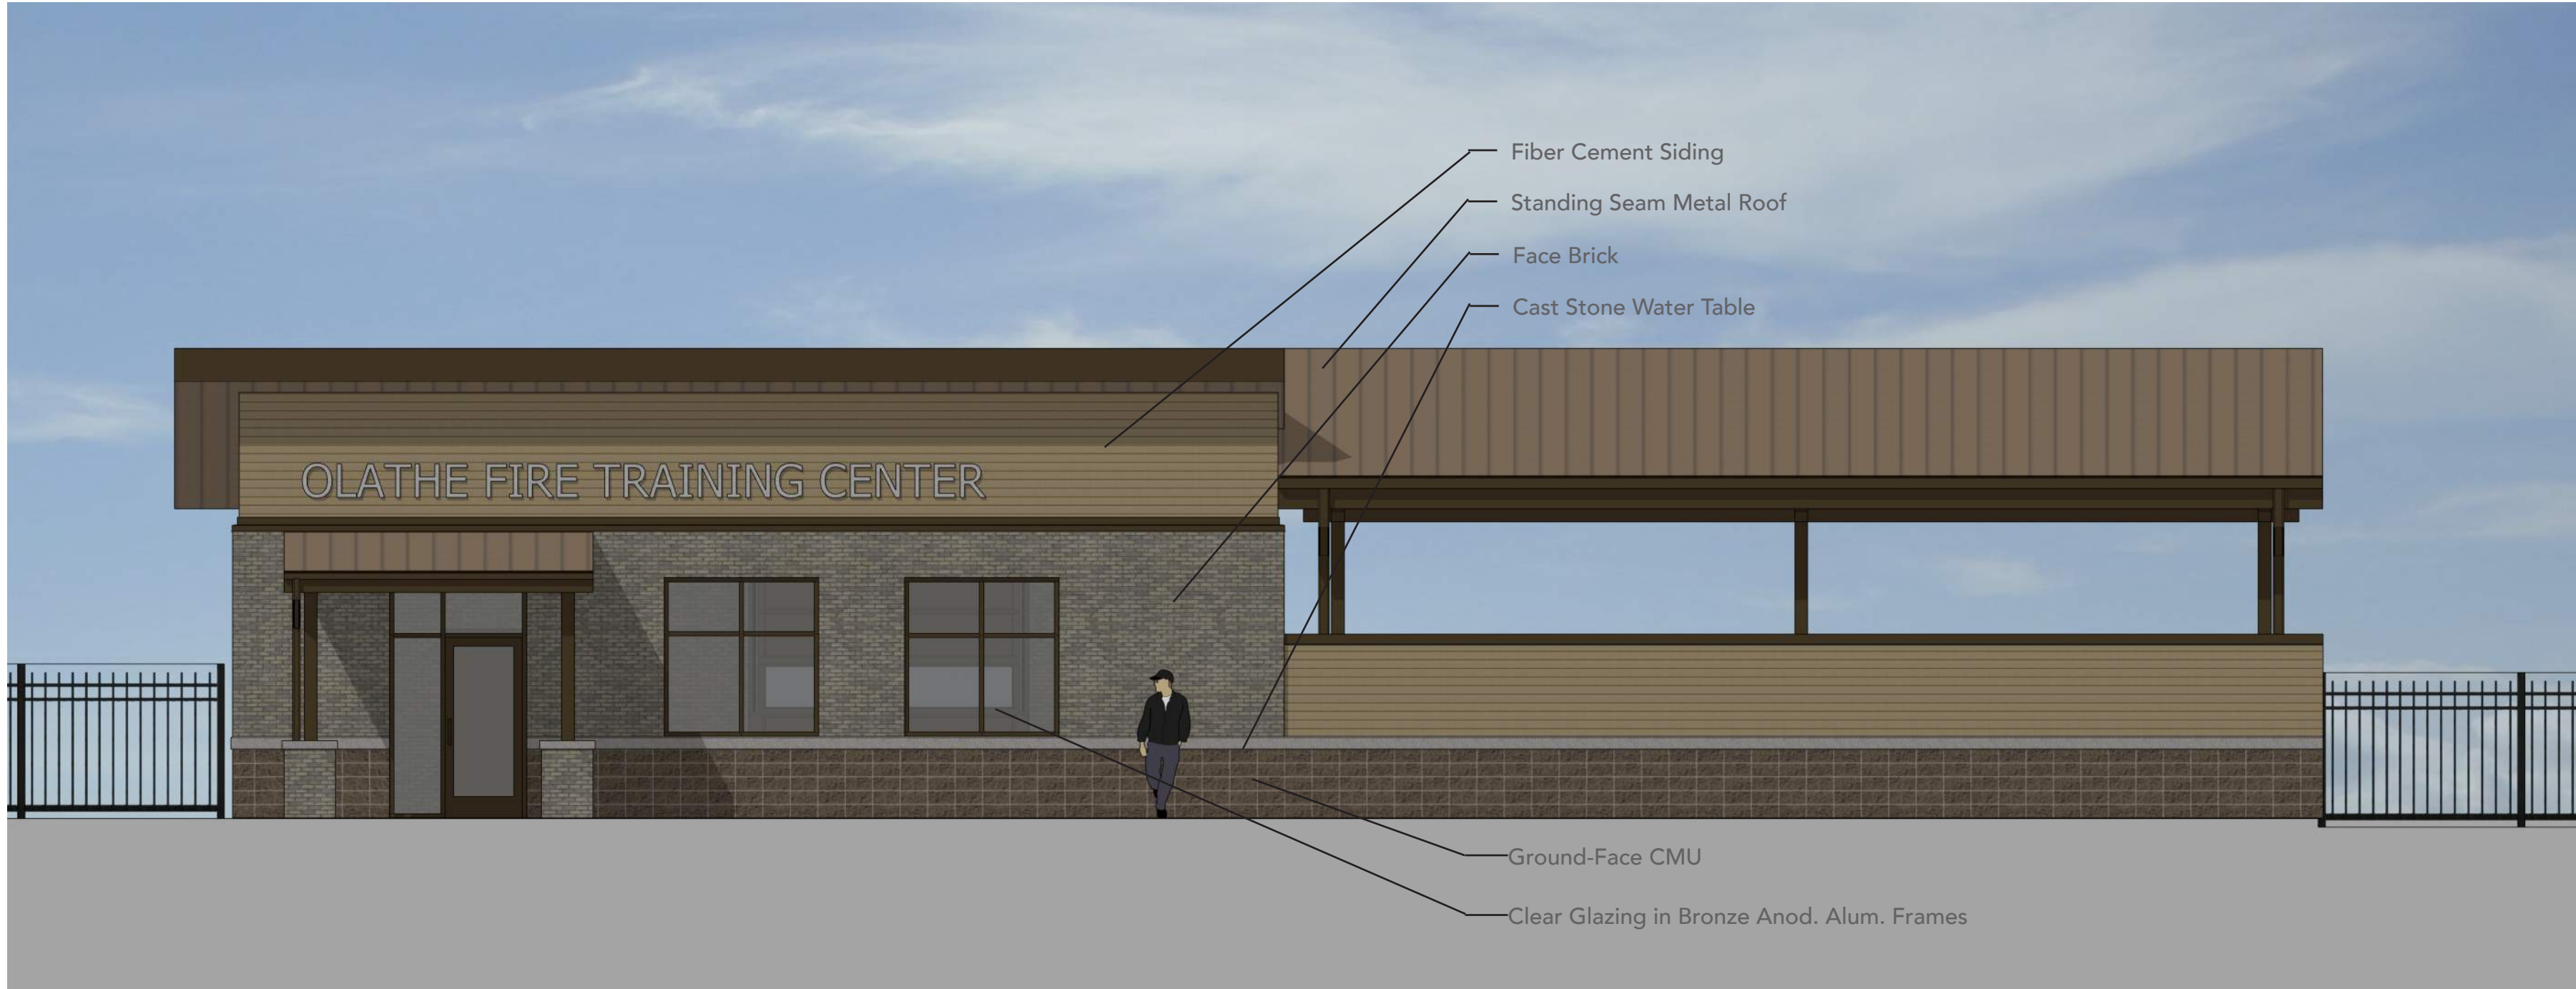 Fiber Cement Siding
Standing Seam Metal Roof
Face Brick
Cast Stone Water Table
OLATHE FIRE TRAINING CENTER
Ground-Face CMU
Clear Glazing in Bronze Anod. Alum. Frames